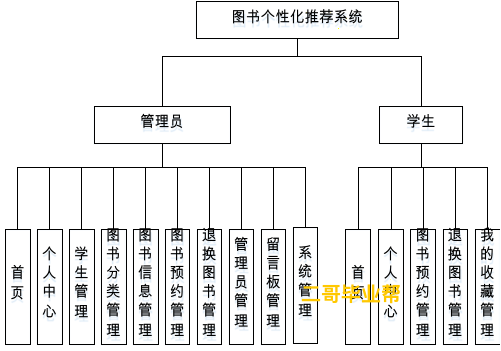 图书个性化推荐系统
管理员
学生
首页
个人中心
学生管理
图书分类管理
图书信息管理
图书预约管理
退换图书管理
管理员管理
留言板管理
系统管理
首页
个人中心
图书预约管理
退换图书管理
我的收藏管理
二哥毕业帮